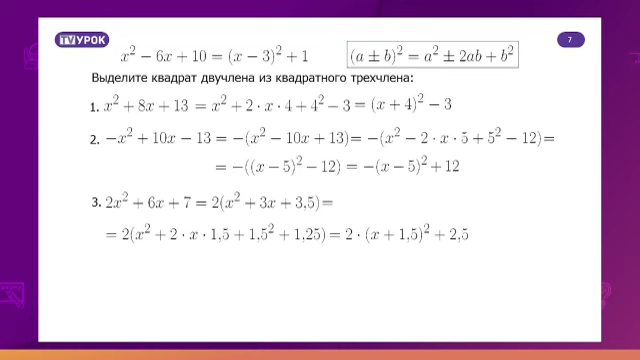 TV УРОК
7
x² − 6x + 10 = (x − 3)² + 1
(a ± b)² = a² ± 2ab + b²
Выделите квадрат двучлена из квадратного трехчлена:
1. x² + 8x + 13 = x² + 2 · x · 4 + 4² − 3 = (x + 4)² − 3
2. −x² + 10x − 13 = −(x² − 10x + 13) = −(x² − 2 · x · 5 + 5² − 12) =
= −((x − 5)² − 12) = −(x − 5)² + 12
3. 2x² + 6x + 7 = 2(x² + 3x + 3,5) =
= 2(x² + 2 · x · 1,5 + 1,5² + 1,25) = 2 · (x + 1,5)² + 2,5